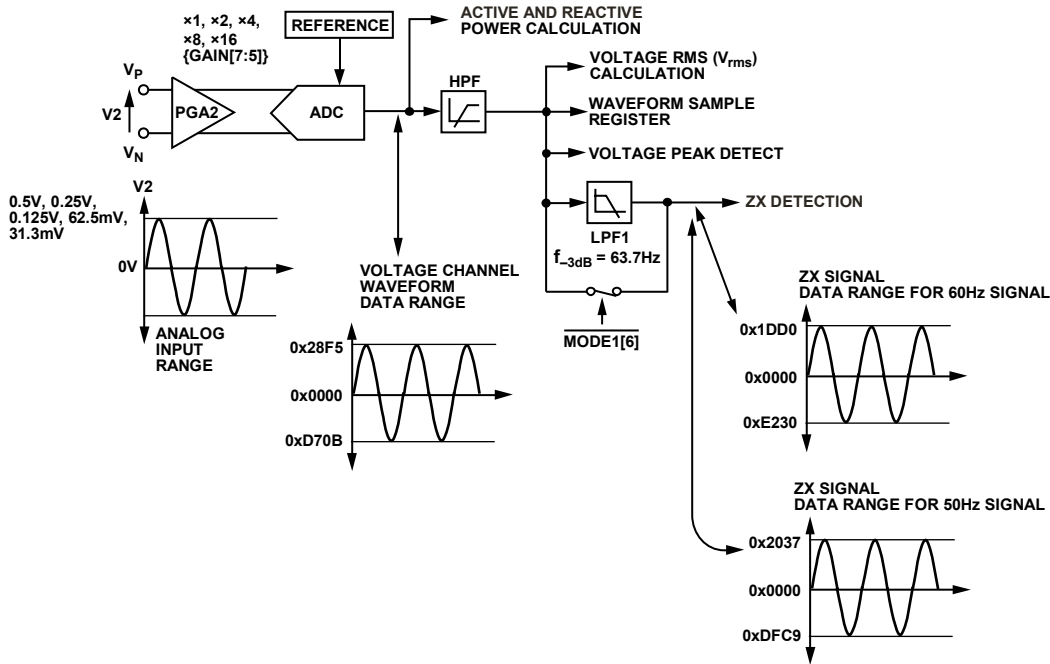 ×1, ×2, ×4,
×8, ×16
{GAIN[7:5]}
REFERENCE
ACTIVE AND REACTIVE
POWER CALCULATION
VP
V2
VN
PGA2
ADC
HPF
VOLTAGE RMS (Vrms)
CALCULATION
WAVEFORM SAMPLE
REGISTER
VOLTAGE PEAK DETECT
LPF1
f–3dB = 63.7Hz
ZX DETECTION
MODE1[6]
V2
0.5V, 0.25V,
0.125V, 62.5mV,
31.3mV
0V
ANALOG
INPUT
RANGE
VOLTAGE CHANNEL
WAVEFORM
DATA RANGE
0x28F5
0x0000
0xD70B
ZX SIGNAL
DATA RANGE FOR 60Hz SIGNAL
0x1DD0
0x0000
0xE230
ZX SIGNAL
DATA RANGE FOR 50Hz SIGNAL
0x2037
0x0000
0xDFC9